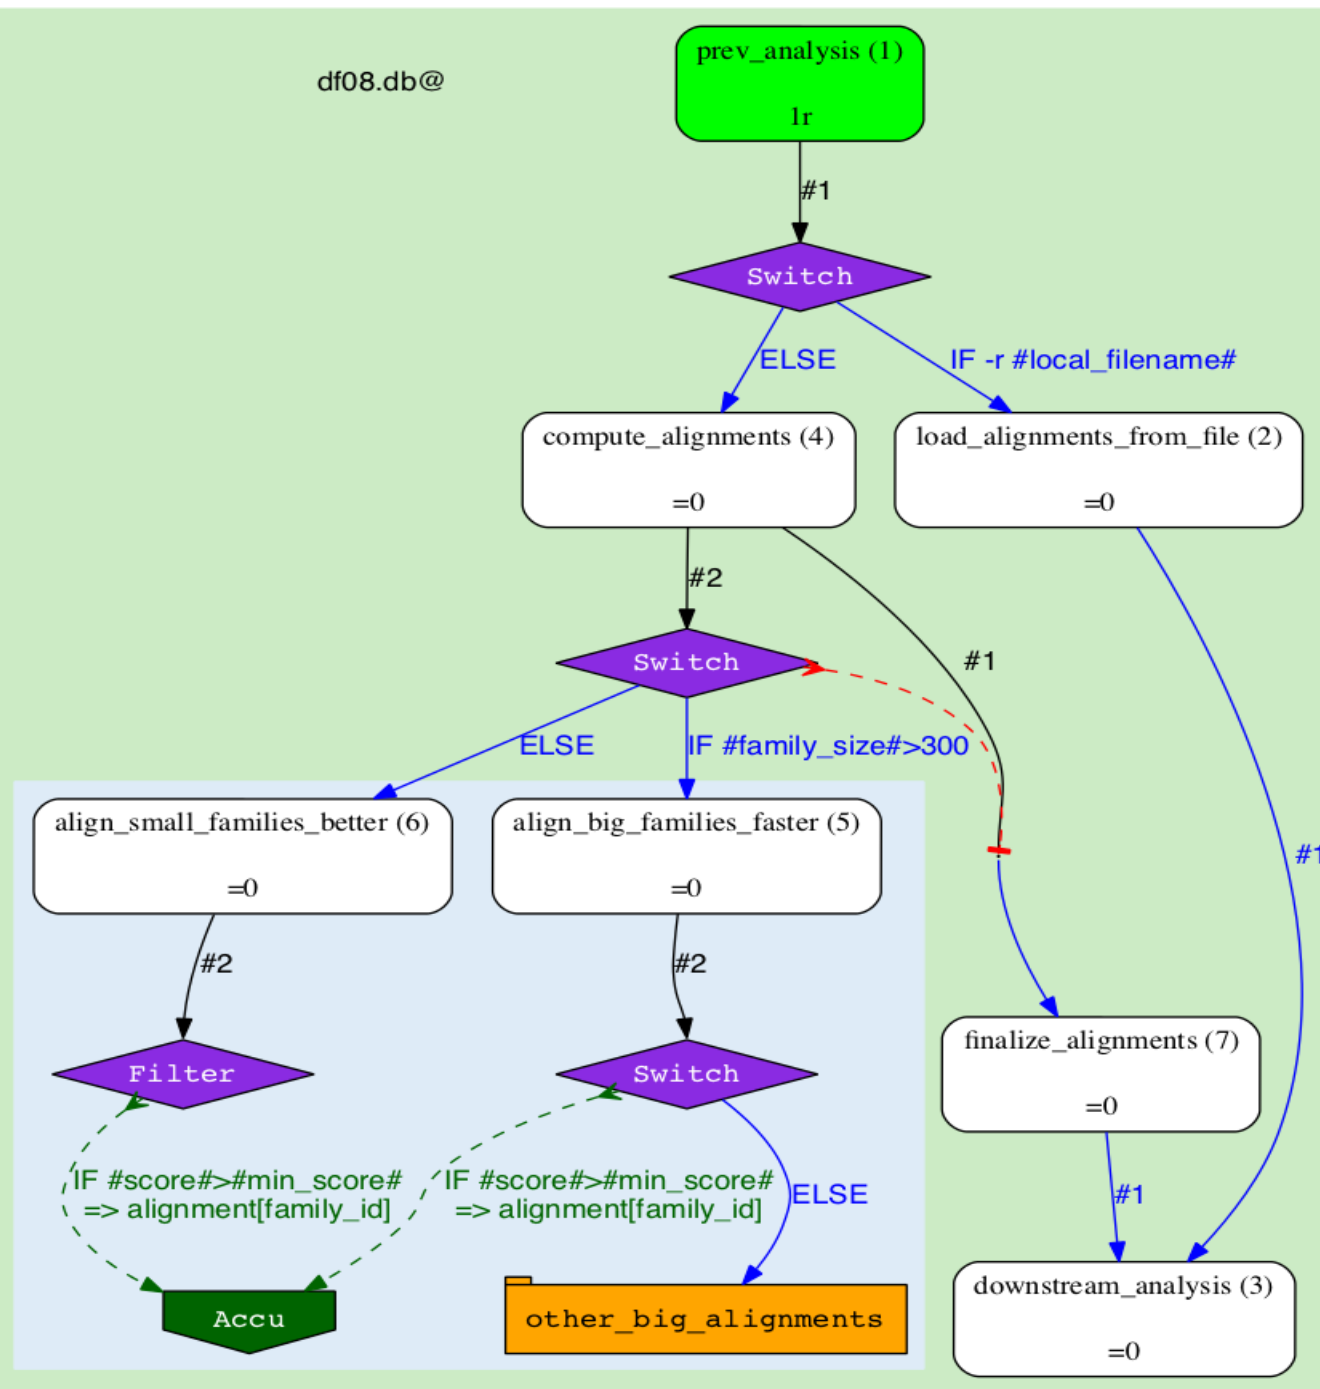 prev_analysis (1)
df08.db@
1r
#1
Switch
ELSE
IF -r #local_filename#
compute_alignments (4)
load_alignments_from_file (2)
=0
=0
#2
Switch
#1
ELSE
IF #family_size#>300
align_small_families_better (6)
align_big_families_faster (5)
=0
=0
#1
#2
#2
finalize_alignments (7)
Filter
Switch
=0
IF #score#>#min_score#
=> alignment[family_id]
IF #score#>#min_score#
=> alignment[family_id]
ELSE
#1
downstream_analysis (3)
Accu
other_big_alignments
=0